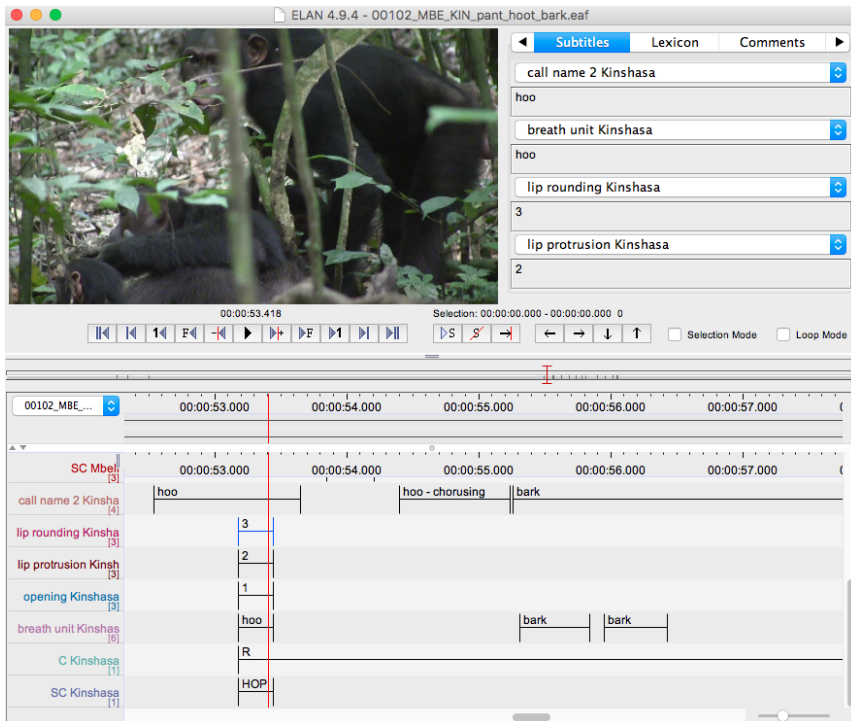 ELAN 4.9.4 - 00102_MBE_KIN_pant_hoot_bark.eaf
Subtitles Lexicon Comments
call name 2 Kinshasa
hoo
breath unit Kinshasa
hoo
lip rounding Kinshasa
3
lip protrusion Kinshasa
2
00:00:53.418 Selection: 00:00:00.000 - 00:00:00.000 0
1 F F 1 S S Selection Mode Loop Mode
00102_MBE_... 00:00:53.000 00:00:54.000 00:00:55.000 00:00:56.000 00:00:57.000
SC Mbeli 00:00:53.000 00:00:54.000 00:00:55.000 00:00:56.000 00:00:57.000
[3]
call name 2 Kinsha hoo hoo - chorusing bark
[4]
lip rounding Kinsha 3
[3]
lip protrusion Kinsh 2
[3]
opening Kinshasa 1
[3]
breath unit Kinshas hoo bark bark
[6]
C Kinshasa R
[1]
SC Kinshasa HOP
[1]